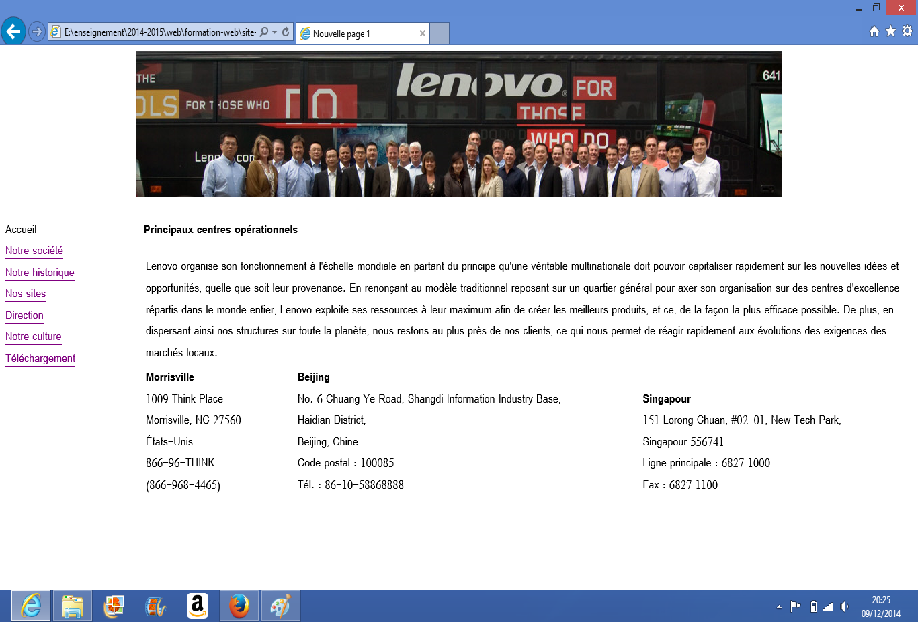 E:\enseignement\2014-2015\web\formation-web\site-
Nouvelle page 1
THE
OLS FOR THOSE WHO DO
lenovo FOR
THOSE
WHO DO
641
Lenovo.com
Accueil
Notre société
Notre historique
Nos sites
Direction
Notre culture
Téléchargement
Principaux centres opérationnels
Lenovo organise son fonctionnement à l'échelle mondiale en partant du principe qu'une véritable multinationale doit pouvoir capitaliser rapidement sur les nouvelles idées et
opportunités, quelle que soit leur provenance. En renonçant au modèle traditionnel reposant sur un quartier général pour axer son organisation sur des centres d'excellence
répartis dans le monde entier, Lenovo exploite ses ressources à leur maximum afin de créer les meilleurs produits, et ce, de la façon la plus efficace possible. De plus, en
dispersant ainsi nos structures sur toute la planète, nous restons au plus près de nos clients, ce qui nous permet de réagir rapidement aux évolutions des exigences des
marchés locaux.
Morrisville
1009 Think Place
Morrisville, NC 27560
États-Unis
866-96-THINK
(866-968-4465)
Beijing
No. 6 Chuang Ye Road, Shangdi Information Industry Base,
Haidian District,
Beijing, Chine
Code postal : 100085
Tél. : 86-10-58868888
Singapour
151 Lorong Chuan, #02-01, New Tech Park,
Singapour 556741
Ligne principale : 6827 1000
Fax : 6827 1100
20:25
09/12/2014